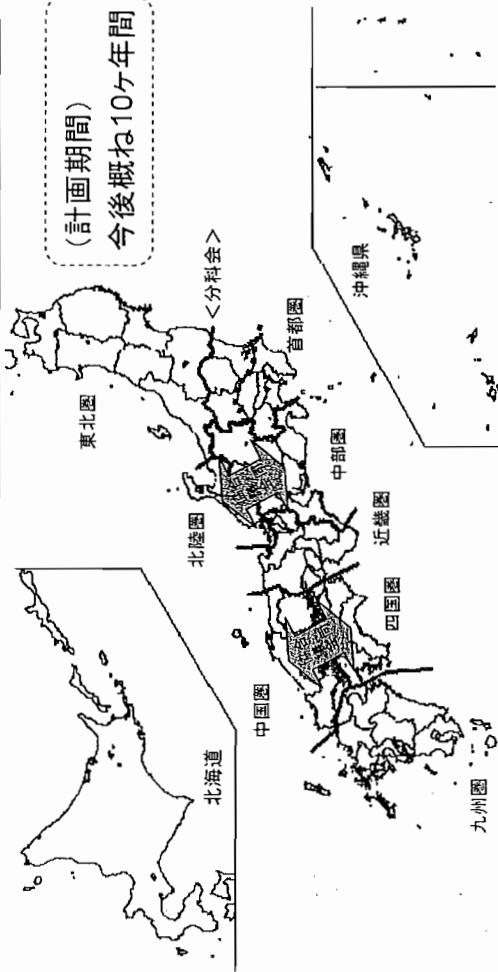 (計画期間)
今後概ね10ヶ年間
東北圏
<分科会>
首都圏
北陸圏
中部圏
近畿圏
中国圏
四国圏
九州圏
北海道
沖縄県